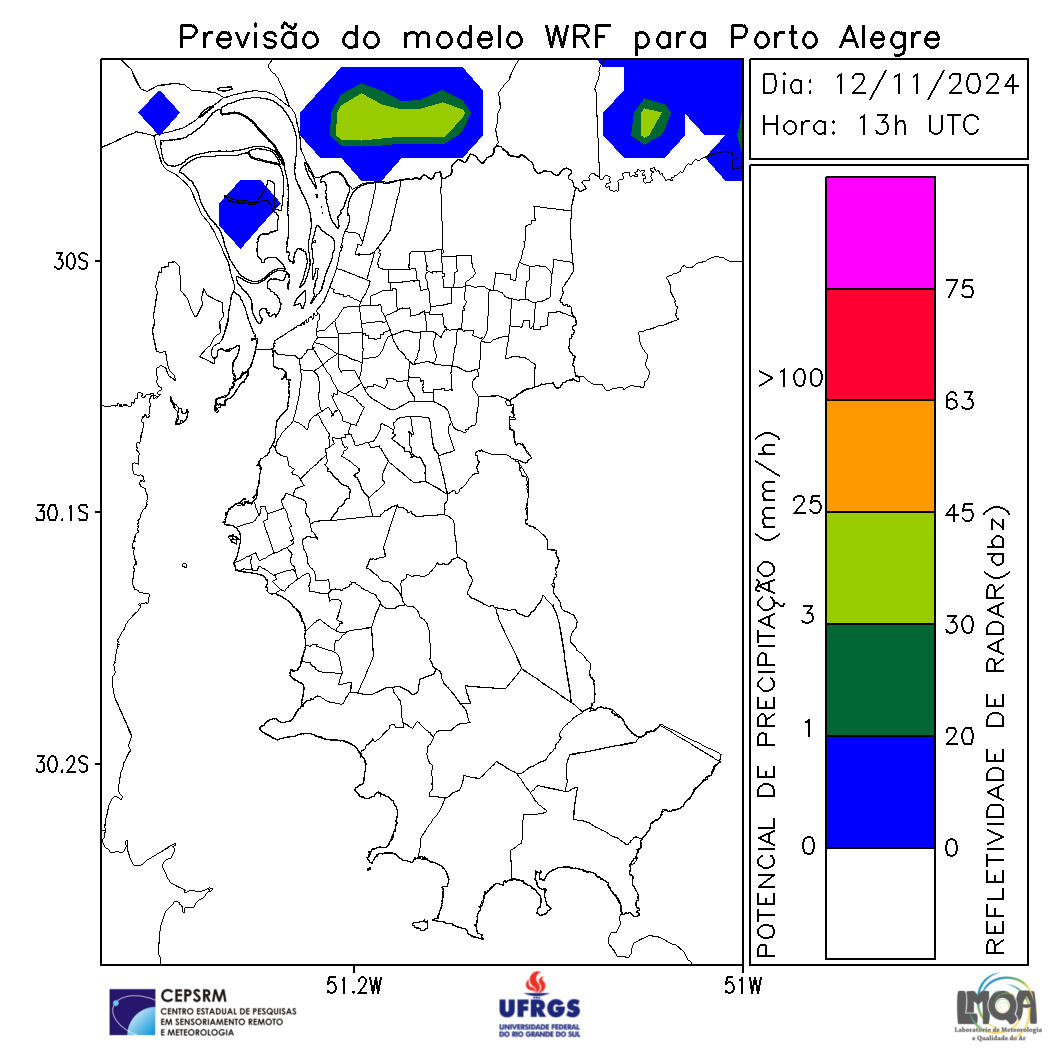 Previsão do modelo WRF para Porto Alegre
Dia: 12/11/2024
Hora: 13h UTC
30S
30.1S
30.2S
51.2W
51W
POTENCIAL DE PRECIPITAÇÃO (mm/h)
>100
25
3
1
0
75
63
45
30
20
0
REFLETIVIDADE DE RADAR(dbz)
CEPSRM
CENTRO ESTADUAL DE PESQUISAS
EM SENSORIAMENTO REMOTO
E METEOROLOGIA
UFRGS
UNIVERSIDADE FEDERAL
DO RIO GRANDE DO SUL
LMQA
Laboratório de Meteorologia
e Qualidade do Ar